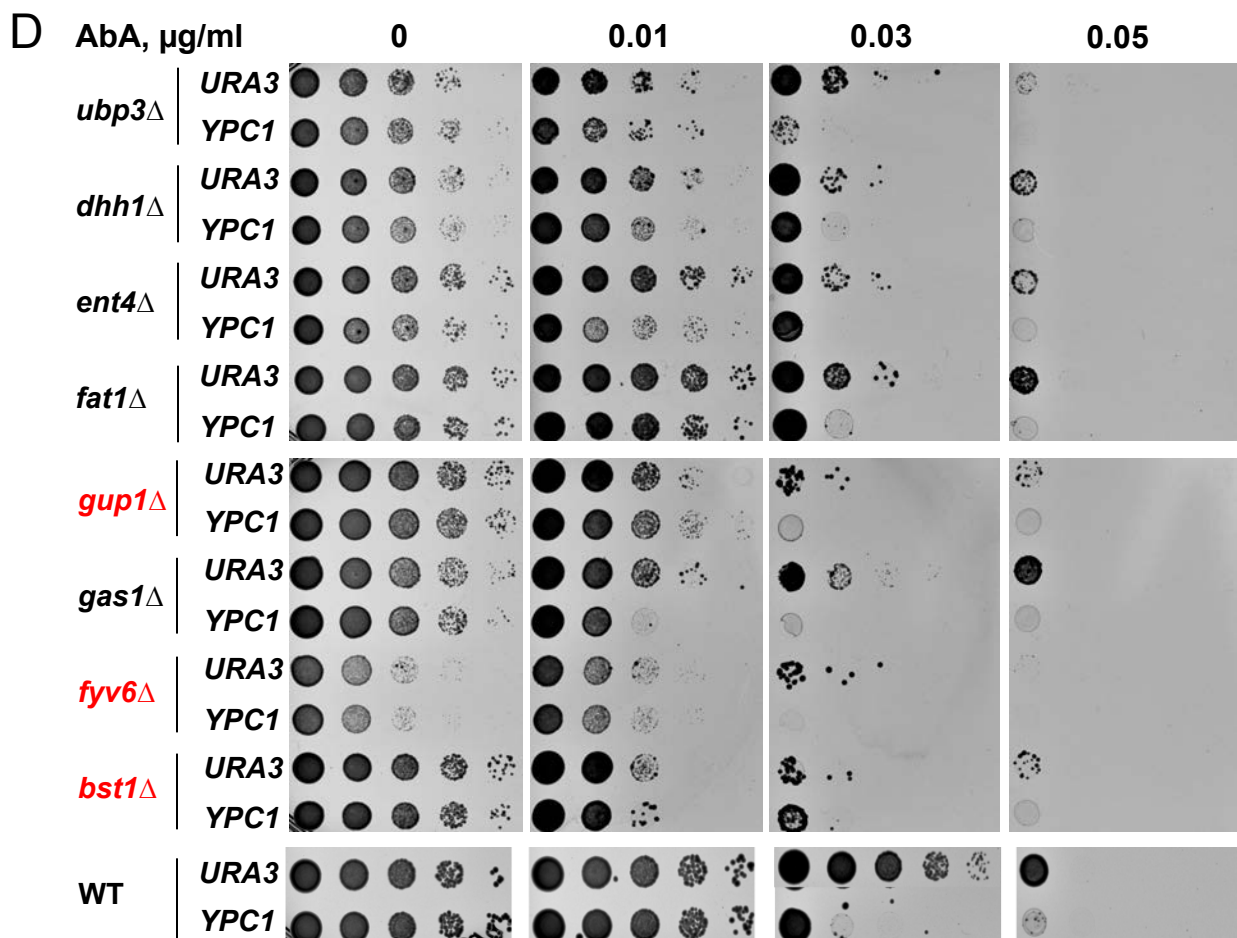 D AbA, µg/ml 0 0.01 0.03 0.05
ubp3Δ URA3
YPC1
dhh1Δ URA3
YPC1
ent4Δ URA3
YPC1
fat1Δ URA3
YPC1
gup1Δ URA3
YPC1
gas1Δ URA3
YPC1
fyv6Δ URA3
YPC1
bst1Δ URA3
YPC1
WT URA3
YPC1